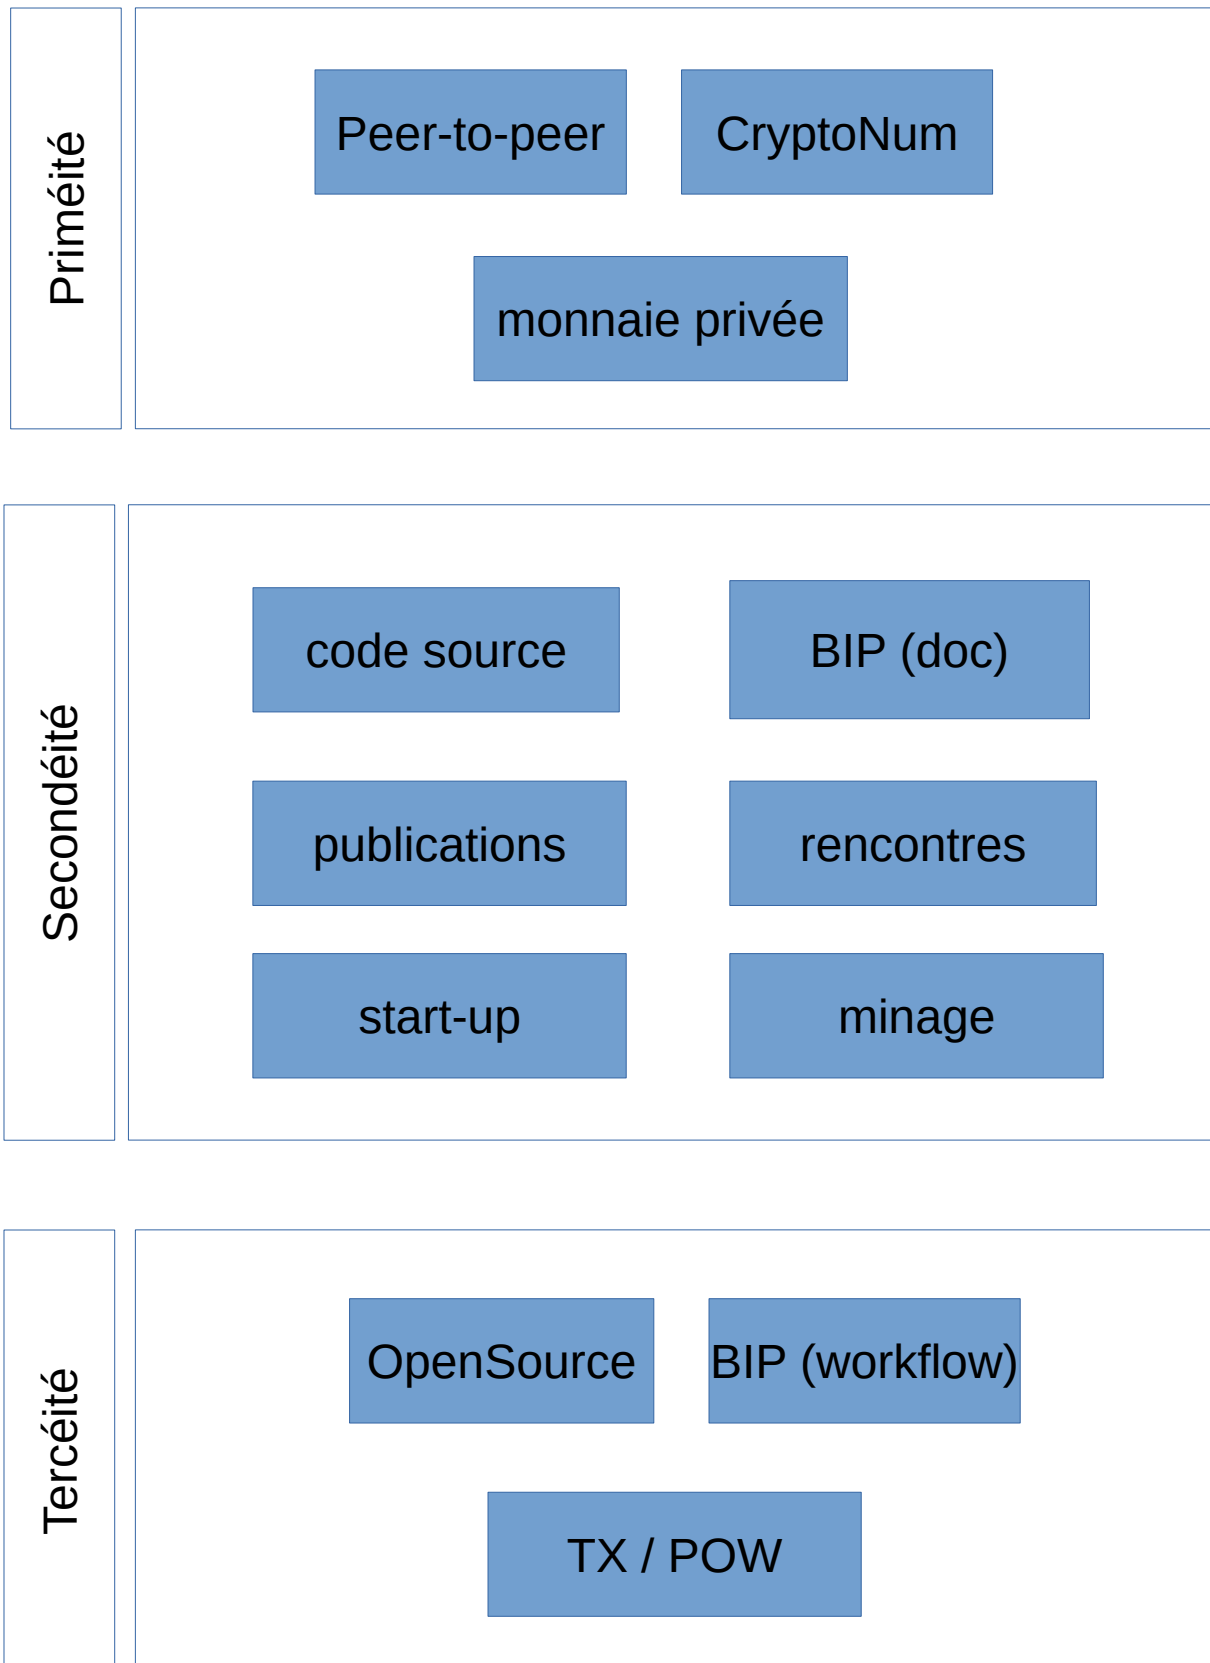 Priméité
Peer-to-peer
CryptoNum
monnaie privée
Secondéité
code source
BIP (doc)
publications
rencontres
start-up
minage
Tercéité
OpenSource
BIP (workflow)
TX / POW